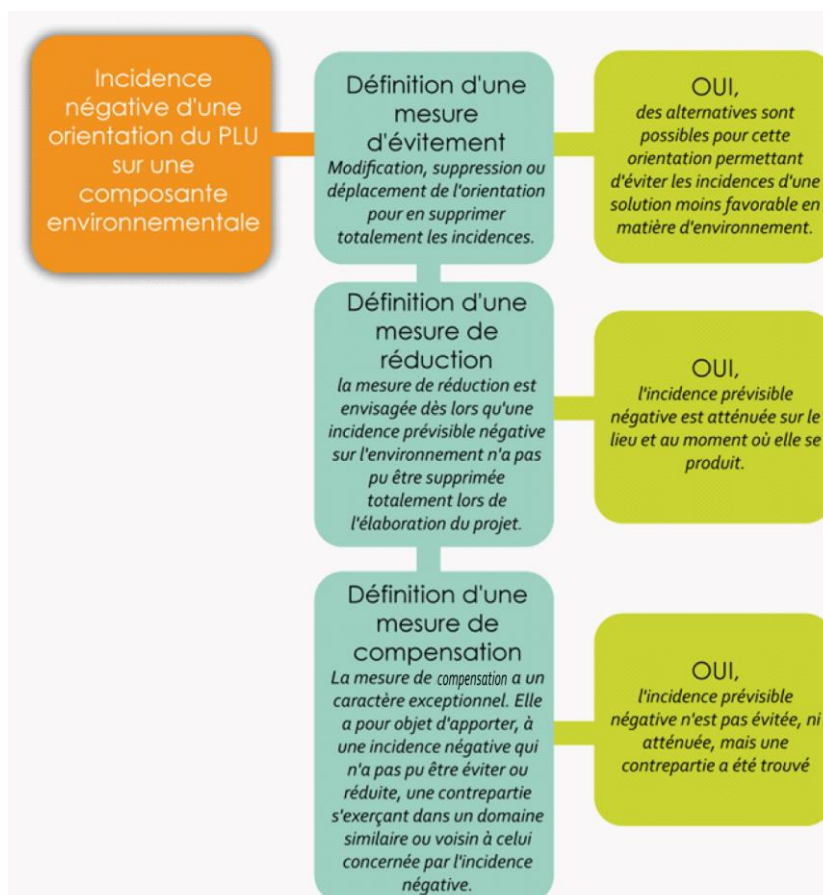 Incidence
négative d'une
orientation du PLU
sur une
composante
environnementale
Définition d'une
mesure
d'évitement
Modification, suppression ou
déplacement de l'orientation
pour en supprimer
totalement les incidences.
OUI,
des alternatives sont
possibles pour cette
orientation permettant
d'éviter les incidences d'une
solution moins favorable en
matière d'environnement.
Définition d'une
mesure de
réduction
la mesure de réduction est
envisagée dès lors qu'une
incidence prévisible négative
sur l'environnement n'a pas
pu être supprimée
totalement lors de
l'élaboration du projet.
OUI,
l'incidence prévisible
négative est atténuée sur le
lieu et au moment où elle se
produit.
Définition d'une
mesure de
compensation
La mesure de compensation a un
caractère exceptionnel. Elle
a pour objet d'apporter, à
une incidence négative qui
n'a pas pu être éviter ou
réduite, une contrepartie
s'exerçant dans un domaine
similaire ou voisin à celui
concernée par l'incidence
négative.
OUI,
l'incidence prévisible
négative n'est pas évitée, ni
atténuée, mais une
contrepartie a été trouvé